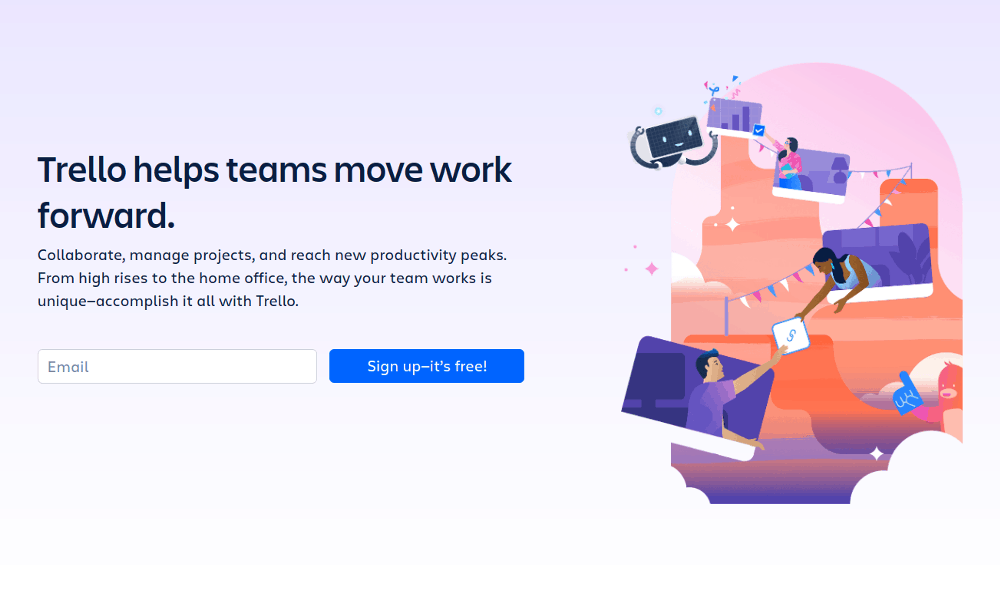 Trello helps teams move work
forward.
Collaborate, manage projects, and reach new productivity peaks.
From high rises to the home office, the way your team works is
unique—accomplish it all with Trello.
Email
Sign up—it’s free!